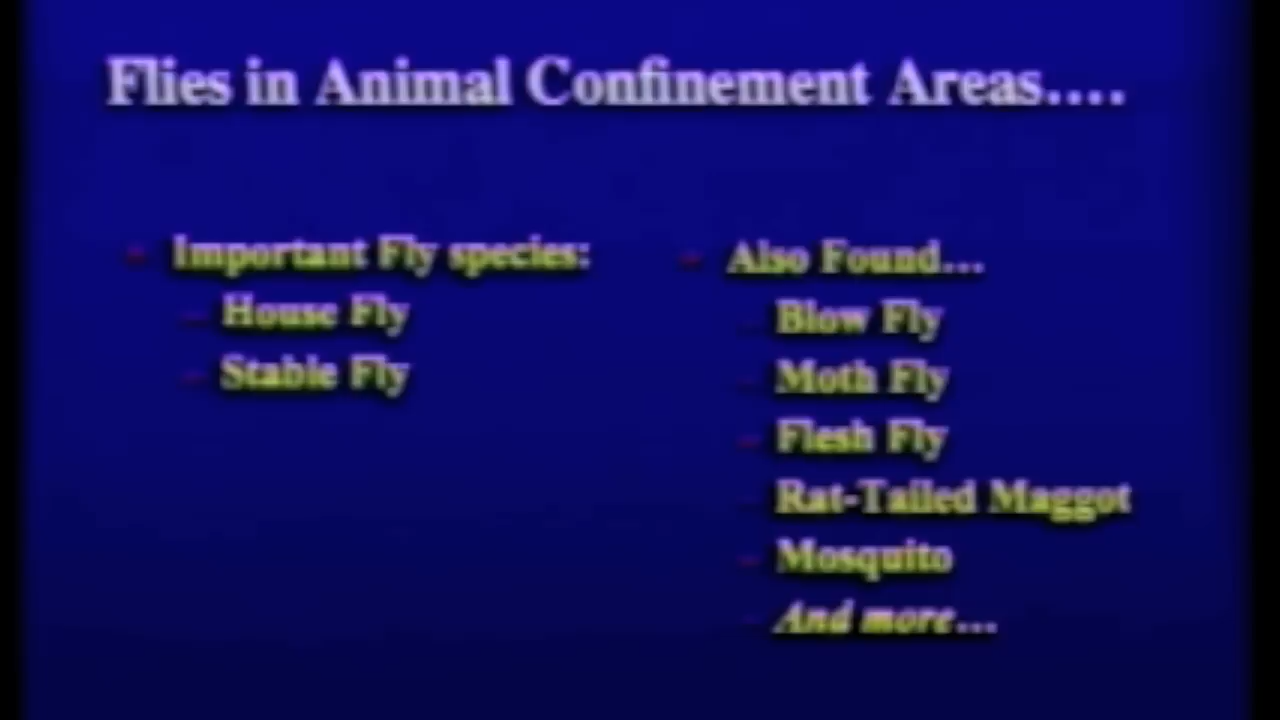 Flies in Animal Confinement Areas....
- Important Fly species:
- House Fly
- Stable Fly
- Also Found...
- Blow Fly
- Moth Fly
- Flesh Fly
- Rat-Tailed Maggot
- Mosquito
- And more...